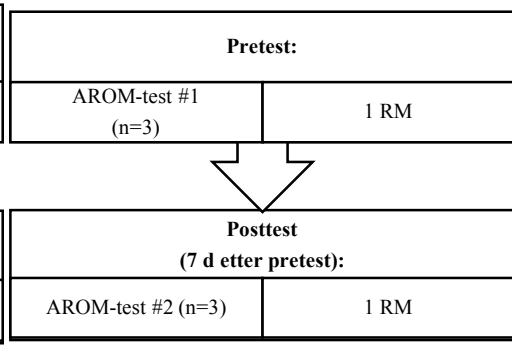 Pretest:
AROM-test #1
(n=3)
1 RM
Posttest
(7 d etter pretest):
AROM-test #2 (n=3)
1 RM